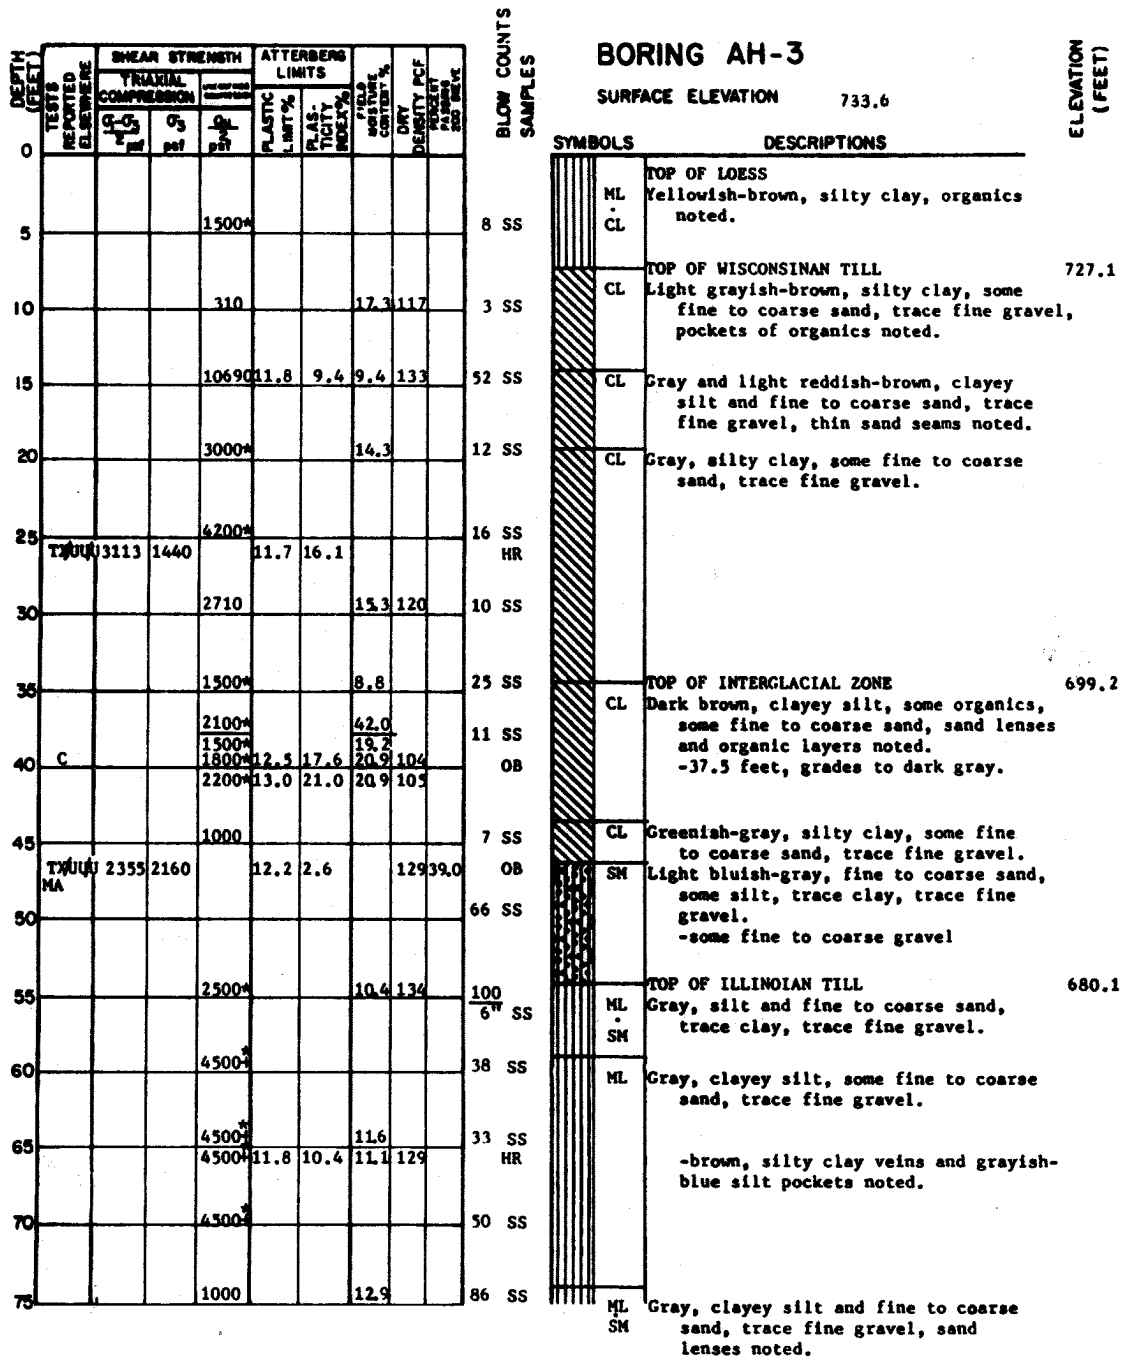 BORING AH-3
SURFACE ELEVATION 733.6
DEPTH (FEET)
TESTS REPORTED ELSEWHERE
SHEAR STRENGTH
TRIAXIAL COMPRESSION
psf
psf
psf
ATTERBERG LIMITS
PLASTIC LIMIT %
PLAS-TICITY INDEX %
FIELD MOISTURE CONTENT %
DRY DENSITY PCF
PERCENT PASSING 200 SIEVE
BLOW COUNTS
SAMPLES
SYMBOLS
DESCRIPTIONS
ELEVATION (FEET)
0
TOP OF LOESS
ML Yellowish-brown, silty clay, organics
. noted.
CL
1500* 8 SS
5
TOP OF WISCONSINAN TILL 727.1
CL Light grayish-brown, silty clay, some
310 17.3 117 3 SS
fine to coarse sand, trace fine gravel,
10
pockets of organics noted.
10690 11.8 9.4 9.4 133 52 SS
15
CL Gray and light reddish-brown, clayey
silt and fine to coarse sand, trace
fine gravel, thin sand seams noted.
3000* 14.3 12 SS
20
CL Gray, silty clay, some fine to coarse
sand, trace fine gravel.
4200* 16 SS
25
TX/UU 3113 1440 11.7 16.1 HR
2710 15.3 120 10 SS
30
1500* 8.8 25 SS
35
TOP OF INTERGLACIAL ZONE 699.2
CL Dark brown, clayey silt, some organics,
2100* 42.0
some fine to coarse sand, sand lenses
11 SS
1500* 19.2
and organic layers noted.
C 1800* 12.5 17.6 20.9 104 OB
40
-37.5 feet, grades to dark gray.
2200* 13.0 21.0 20.9 105
1000 7 SS
45
CL Greenish-gray, silty clay, some fine
to coarse sand, trace fine gravel.
TX/UU 2355 2160 12.2 2.6 129 39.0 OB
MA
SM Light bluish-gray, fine to coarse sand,
some silt, trace clay, trace fine
gravel.
66 SS
50
-some fine to coarse gravel
TOP OF ILLINOIAN TILL 680.1
2500* 10.4 134 100
55
6" SS
ML Gray, silt and fine to coarse sand,
. trace clay, trace fine gravel.
SM
4500+* 38 SS
60
ML Gray, clayey silt, some fine to coarse
sand, trace fine gravel.
4500+* 11.6 33 SS
65
4500+* 11.8 10.4 11.1 129 HR
-brown, silty clay veins and grayish-
blue silt pockets noted.
4500+* 50 SS
70
1000 12.9 86 SS
75
ML Gray, clayey silt and fine to coarse
. sand, trace fine gravel, sand
SM
lenses noted.